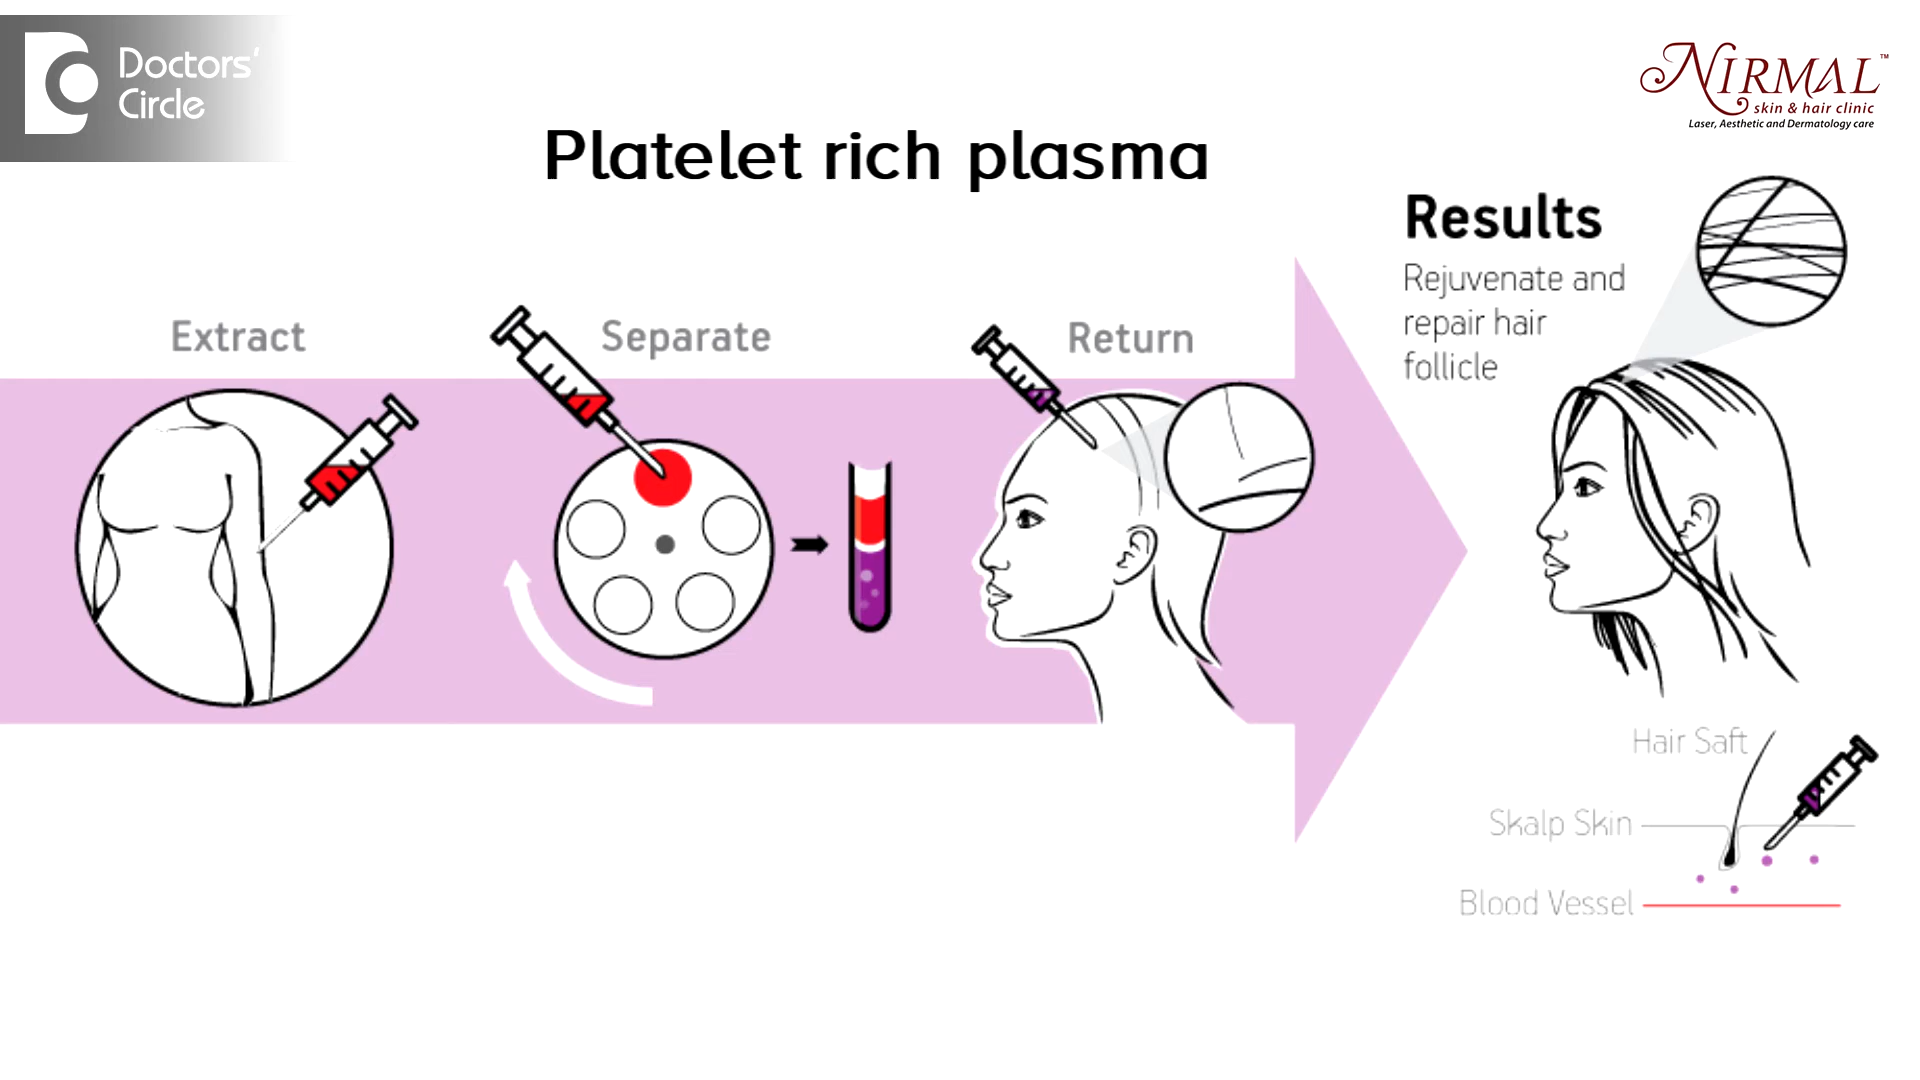 Doctors'
Circle
NIRMAL™
skin & hair clinic
Laser, Aesthetic and Dermatology care
Platelet rich plasma
Extract
Separate
Return
Results
Rejuvenate and
repair hair
follicle
Hair Saft
Skalp Skin
Blood Vessel